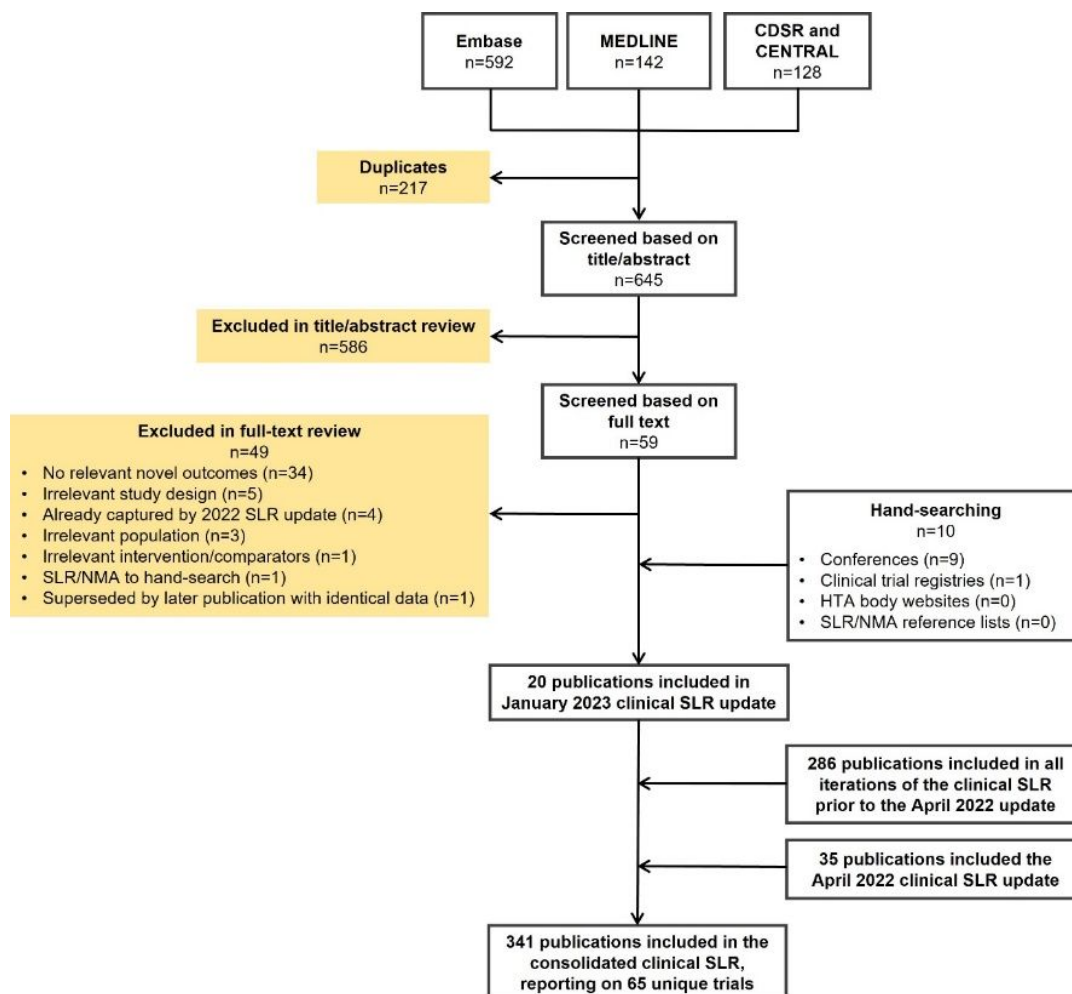 Embase
n=592
MEDLINE
n=142
CDSR and
CENTRAL
n=128
Duplicates
n=217
Screened based on
title/abstract
n=645
Excluded in title/abstract review
n=586
Screened based on
full text
n=59
Excluded in full-text review
n=49
• No relevant novel outcomes (n=34)
• Irrelevant study design (n=5)
• Already captured by 2022 SLR update (n=4)
• Irrelevant population (n=3)
• Irrelevant intervention/comparators (n=1)
• SLR/NMA to hand-search (n=1)
• Superseded by later publication with identical data (n=1)
Hand-searching
n=10
• Conferences (n=9)
• Clinical trial registries (n=1)
• HTA body websites (n=0)
• SLR/NMA reference lists (n=0)
20 publications included in
January 2023 clinical SLR update
286 publications included in all
iterations of the clinical SLR
prior to the April 2022 update
35 publications included the
April 2022 clinical SLR update
341 publications included in the
consolidated clinical SLR,
reporting on 65 unique trials